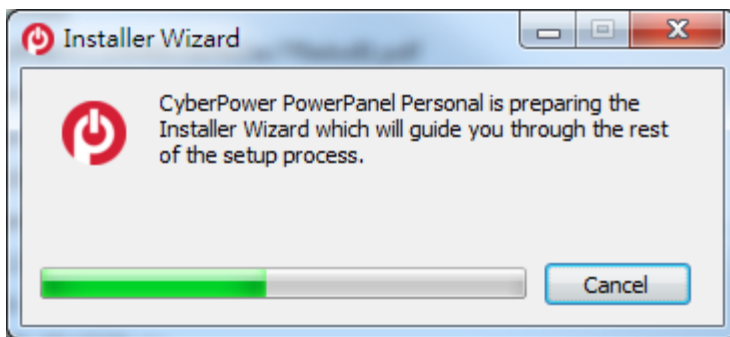 Installer Wizard
CyberPower PowerPanel Personal is preparing the
Installer Wizard which will guide you through the rest
of the setup process.
Cancel